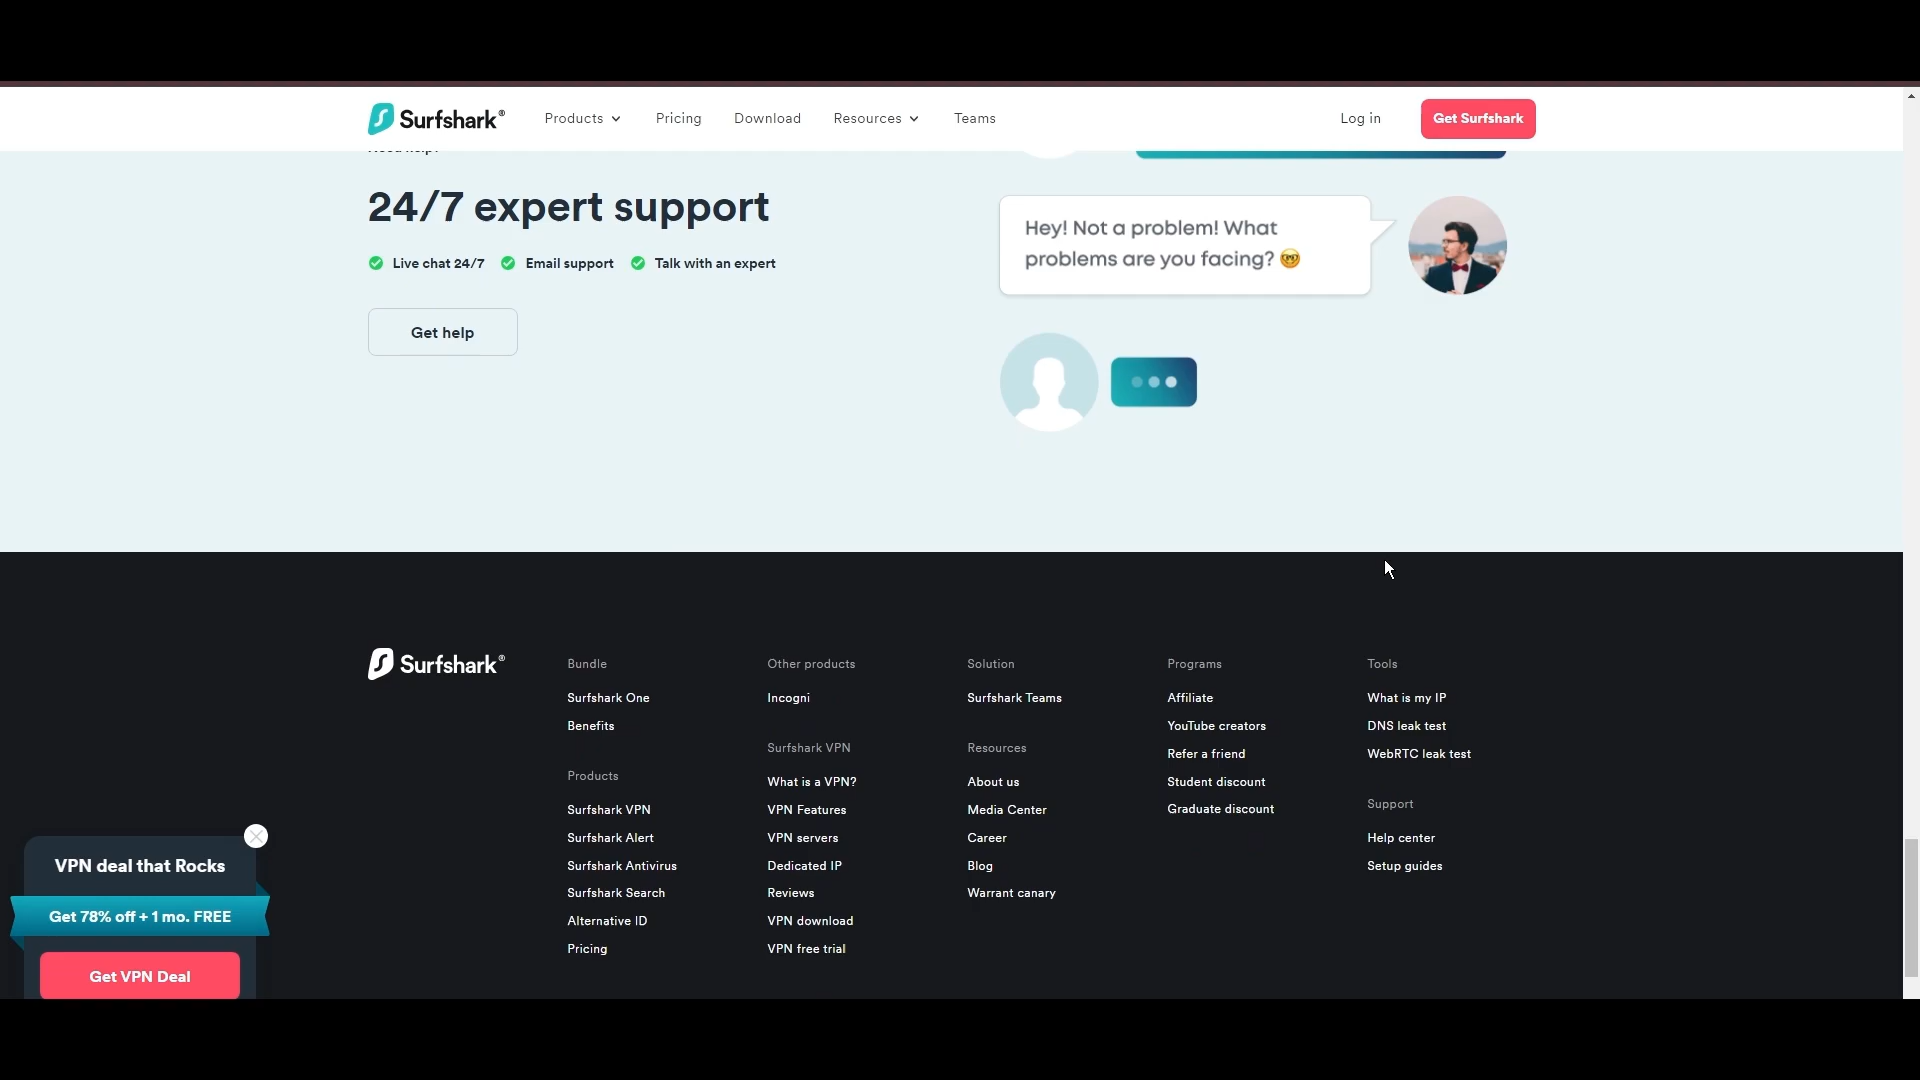 Surfshark®
Products
Pricing
Download
Resources
Teams
Log in
Get Surfshark
Need help?
24/7 expert support
Live chat 24/7
Email support
Talk with an expert
Get help
Hey! Not a problem! What
problems are you facing? 🤓
Surfshark®
Bundle
Surfshark One
Benefits
Products
Surfshark VPN
Surfshark Alert
Surfshark Antivirus
Surfshark Search
Alternative ID
Pricing
Other products
Incogni
Surfshark VPN
What is a VPN?
VPN Features
VPN servers
Dedicated IP
Reviews
VPN download
VPN free trial
Solution
Surfshark Teams
Resources
About us
Media Center
Career
Blog
Warrant canary
Programs
Affiliate
YouTube creators
Refer a friend
Student discount
Graduate discount
Tools
What is my IP
DNS leak test
WebRTC leak test
Support
Help center
Setup guides
VPN deal that Rocks
Get 78% off + 1 mo. FREE
Get VPN Deal